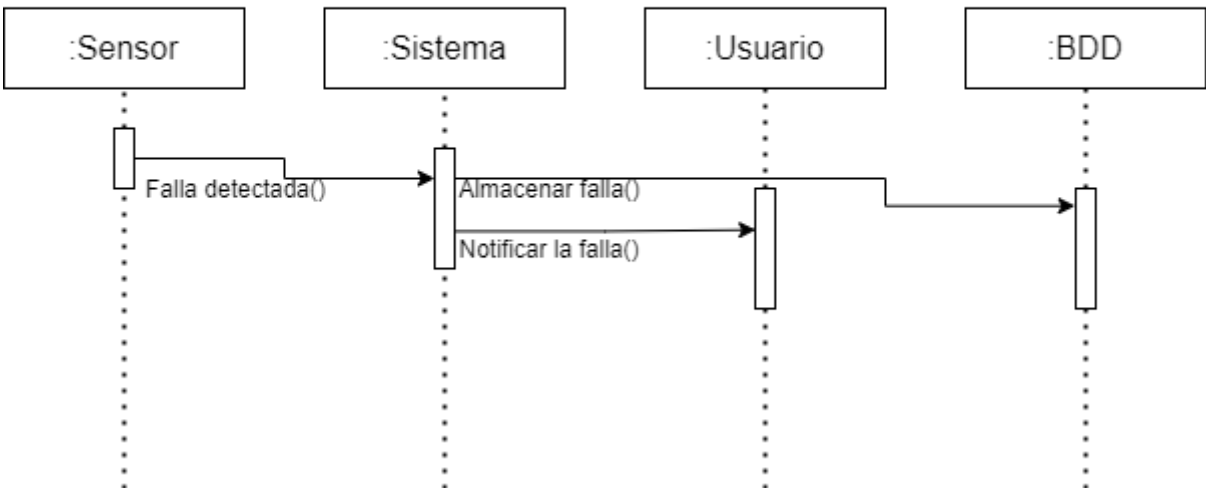 :Sensor
:Sistema
:Usuario
:BDD
Falla detectada()
Almacenar falla()
Notificar la falla()